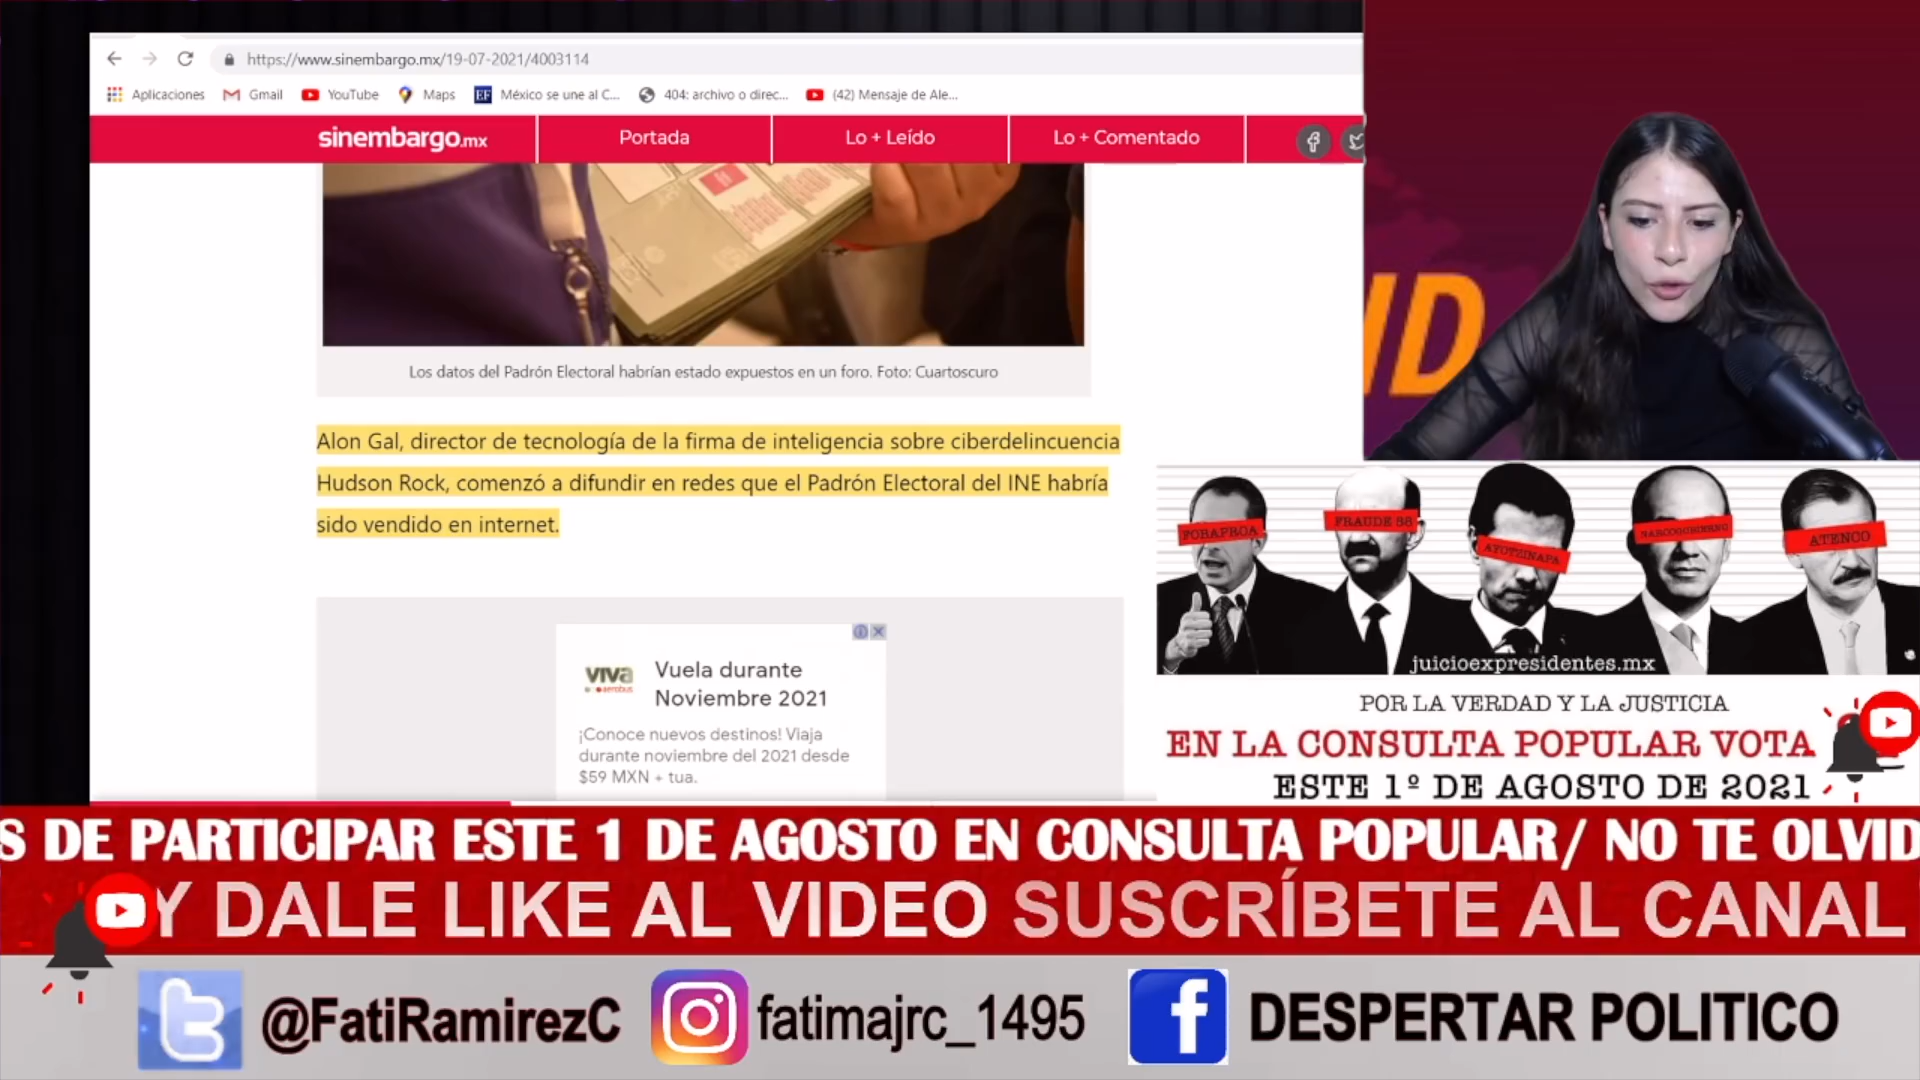 https://www.sinembargo.mx/19-07-2021/4003114
Aplicaciones
Gmail
YouTube
Maps
EF
México se une al C...
404: archivo o direc...
(42) Mensaje de Ale...
sinembargo.mx
Portada
Lo + Leído
Lo + Comentado
Los datos del Padrón Electoral habrían estado expuestos en un foro. Foto: Cuartoscuro
Alon Gal, director de tecnología de la firma de inteligencia sobre ciberdelincuencia
Hudson Rock, comenzó a difundir en redes que el Padrón Electoral del INE habría
sido vendido en internet.
viva
aerobus
Vuela durante
Noviembre 2021
¡Conoce nuevos destinos! Viaja
durante noviembre del 2021 desde
$59 MXN + tua.
ND
FOBAPROA
FRAUDE 88
AYOTZINAPA
NARCOGOBIERNO
ATENCO
juicioexpresidentes.mx
POR LA VERDAD Y LA JUSTICIA
EN LA CONSULTA POPULAR VOTA
ESTE 1º DE AGOSTO DE 2021
S DE PARTICIPAR ESTE 1 DE AGOSTO EN CONSULTA POPULAR/ NO TE OLVID
Y DALE LIKE AL VIDEO SUSCRÍBETE AL CANAL
@FatiRamirezC
fatimajrc_1495
DESPERTAR POLITICO